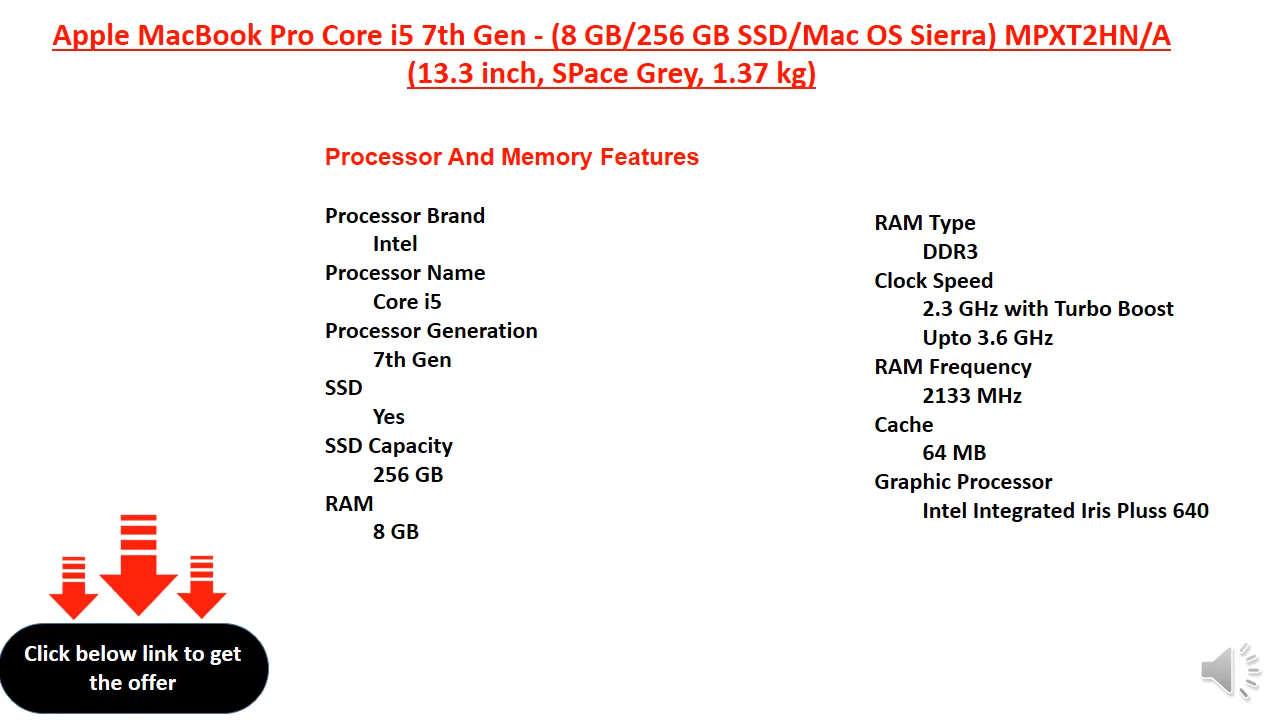 Apple MacBook Pro Core i5 7th Gen - (8 GB/256 GB SSD/Mac OS Sierra) MPXT2HN/A
(13.3 inch, SPace Grey, 1.37 kg)
Processor And Memory Features
Processor Brand
Intel
Processor Name
Core i5
Processor Generation
7th Gen
SSD
Yes
SSD Capacity
256 GB
RAM
8 GB
RAM Type
DDR3
Clock Speed
2.3 GHz with Turbo Boost
Upto 3.6 GHz
RAM Frequency
2133 MHz
Cache
64 MB
Graphic Processor
Intel Integrated Iris Pluss 640
Click below link to get
the offer